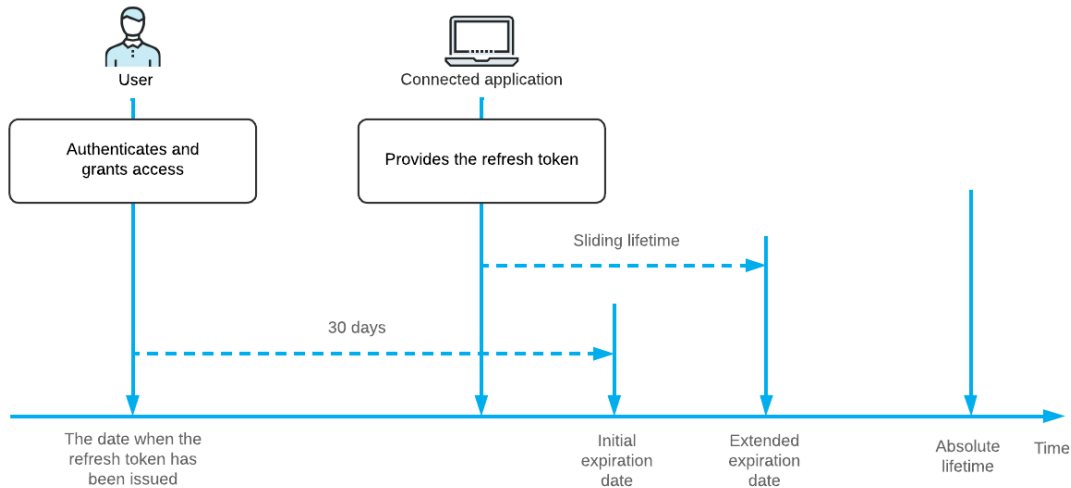 User
Connected application
Authenticates and
grants access
Provides the refresh token
Sliding lifetime
30 days
The date when the
refresh token has
been issued
Initial
expiration
date
Extended
expiration
date
Absolute
lifetime
Time